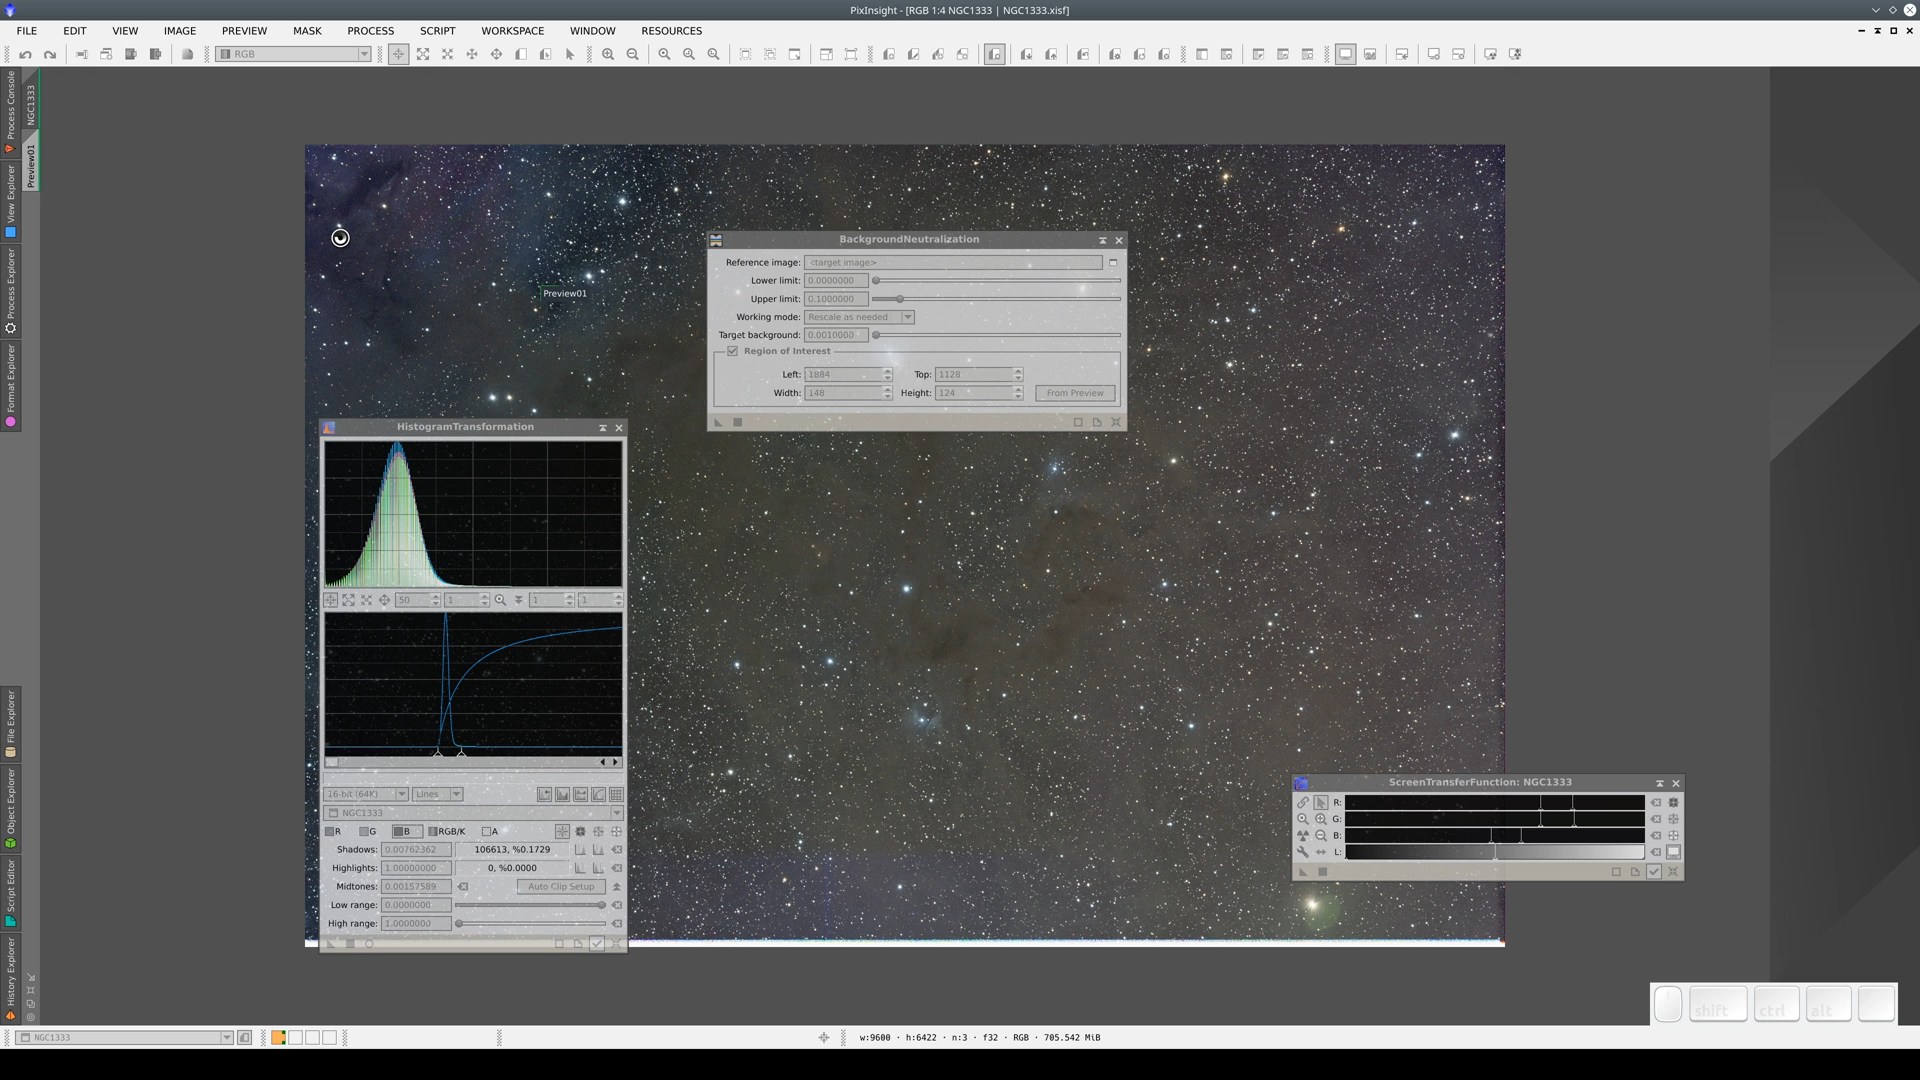 PixInsight - [RGB 1:4 NGC1333 | NGC1333.xisf]
FILE EDIT VIEW IMAGE PREVIEW MASK PROCESS SCRIPT WORKSPACE WINDOW RESOURCES
RGB
Process Console
View Explorer
Process Explorer
Format Explorer
File Explorer
Object Explorer
Script Editor
History Explorer
NGC1333
Preview01
Preview01
BackgroundNeutralization
Reference image: <target image>
Lower limit: 0.0000000
Upper limit: 0.1000000
Working mode: Rescale as needed
Target background: 0.0010000
Region of Interest
Left: 1884 Top: 1128
Width: 148 Height: 124 From Preview
HistogramTransformation
50 1 1 1
16-bit (64K) Lines
NGC1333
R G B RGB/K A
Shadows: 0.00762362 106613, %0.1729
Highlights: 1.00000000 0, %0.0000
Midtones: 0.00157589 Auto Clip Setup
Low range: 0.0000000
High range: 1.0000000
ScreenTransferFunction: NGC1333
R:
G:
B:
L:
shift ctrl alt
NGC1333
w:9600 · h:6422 · n:3 · f32 · RGB · 705.542 MiB